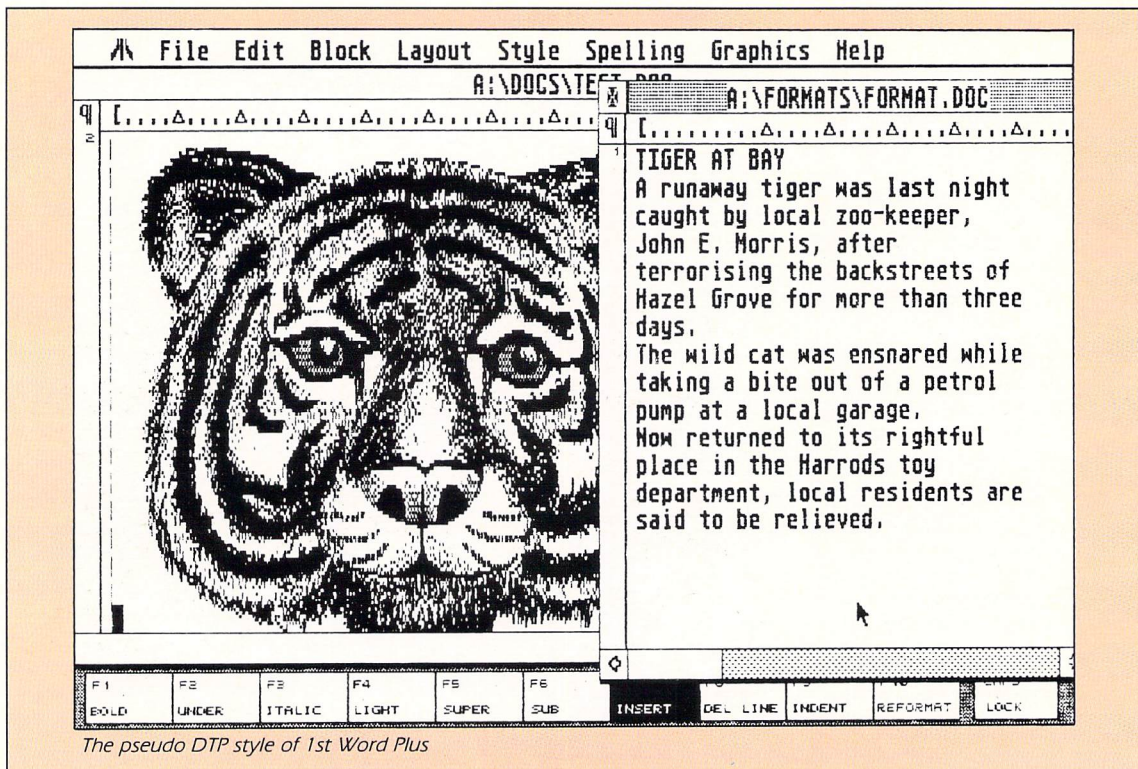 File Edit Block Layout Style Spelling Graphics Help
A:\DOCS\TEST.DOC
A:\FORMATS\FORMAT.DOC
2
1
TIGER AT BAY
A runaway tiger was last night
caught by local zoo-keeper,
John E. Morris, after
terrorising the backstreets of
Hazel Grove for more than three
days.
The wild cat was ensnared while
taking a bite out of a petrol
pump at a local garage.
Now returned to its rightful
place in the Harrods toy
department, local residents are
said to be relieved.
F1 F2 F3 F4 F5 F6
BOLD UNDER ITALIC LIGHT SUPER SUB INSERT DEL LINE INDENT REFORMAT LOCK
The pseudo DTP style of 1st Word Plus